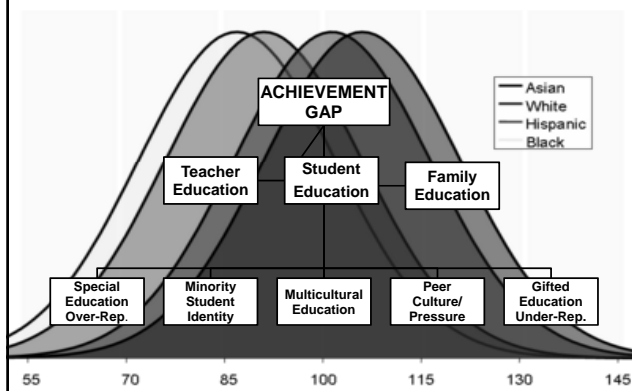 ACHIEVEMENT
GAP
Asian
White
Hispanic
Black
Teacher
Education
Student
Education
Family
Education
Special
Education
Over-Rep.
Minority
Student
Identity
Multicultural
Education
Peer
Culture/
Pressure
Gifted
Education
Under-Rep.
55 70 85 100 115 130 145